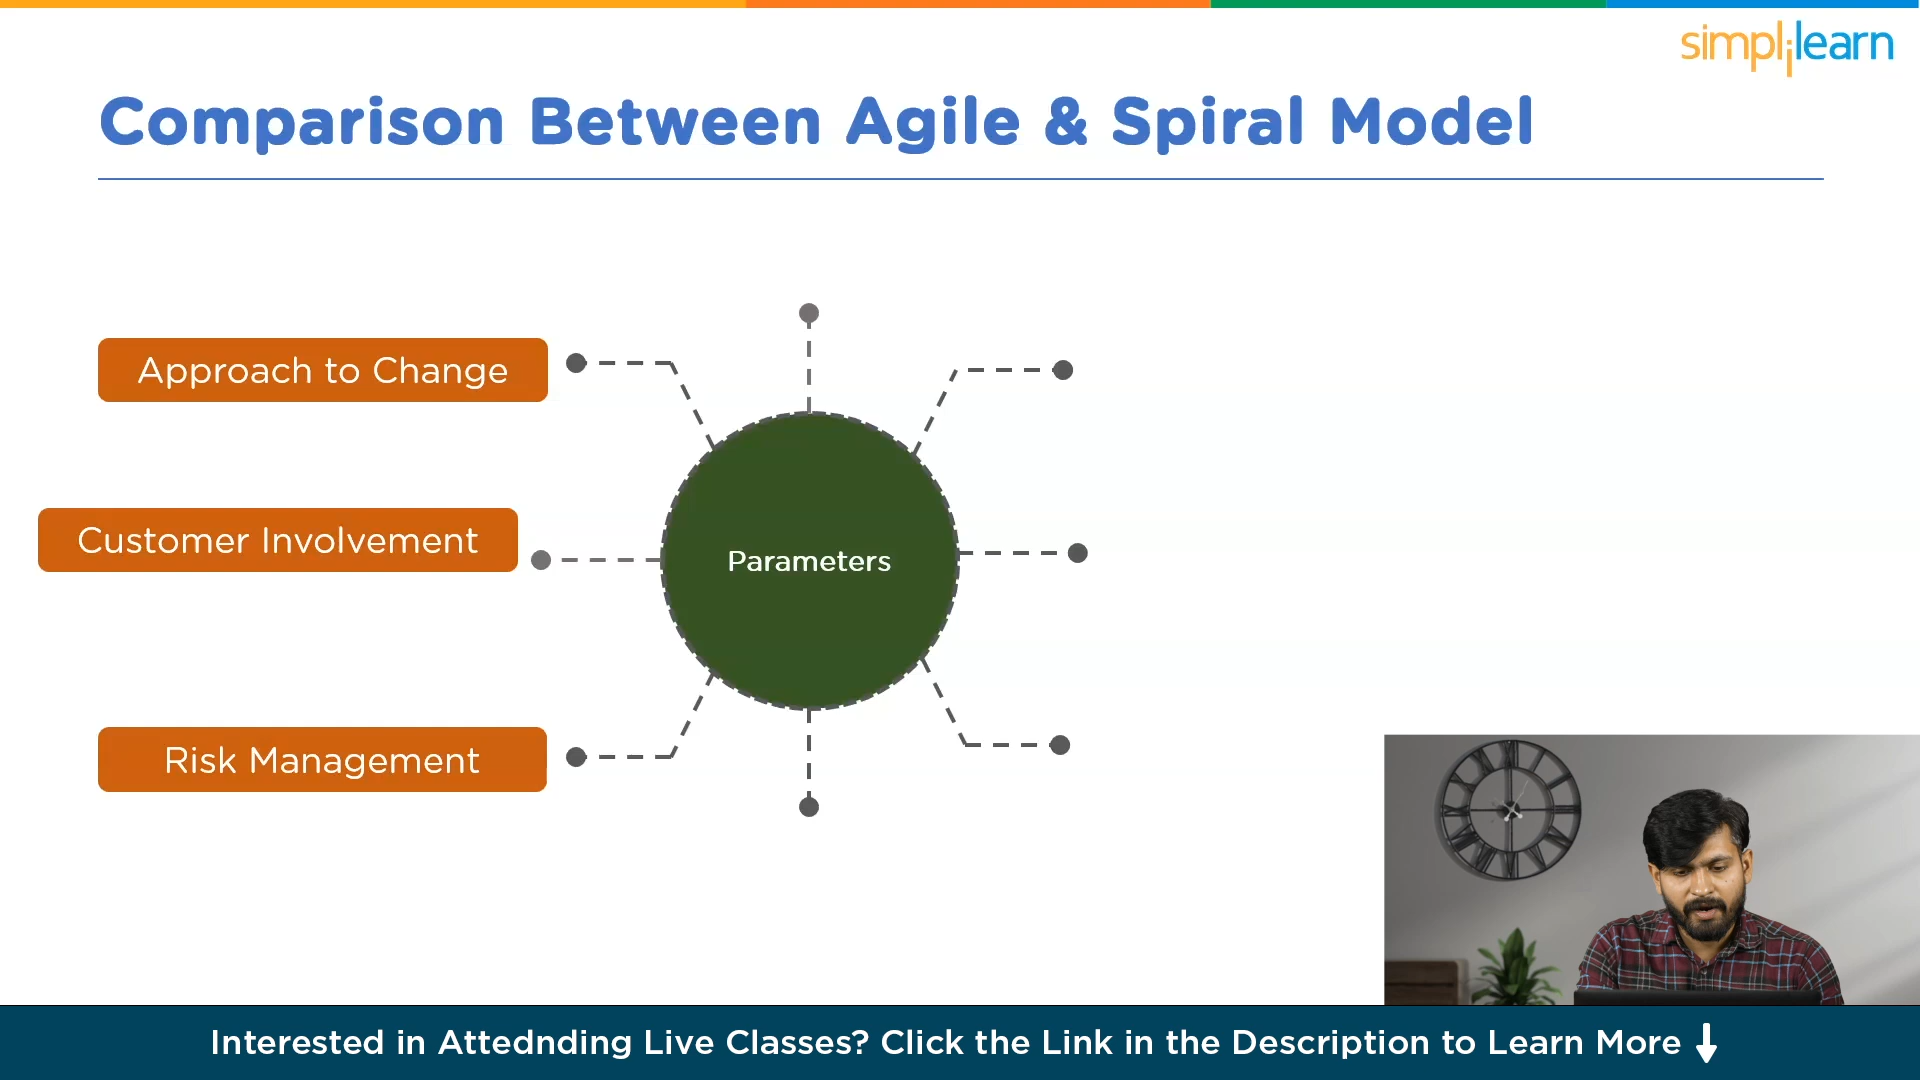 simplilearn
Comparison Between Agile & Spiral Model
Approach to Change
Customer Involvement
Parameters
Risk Management
Interested in Attednding Live Classes? Click the Link in the Description to Learn More